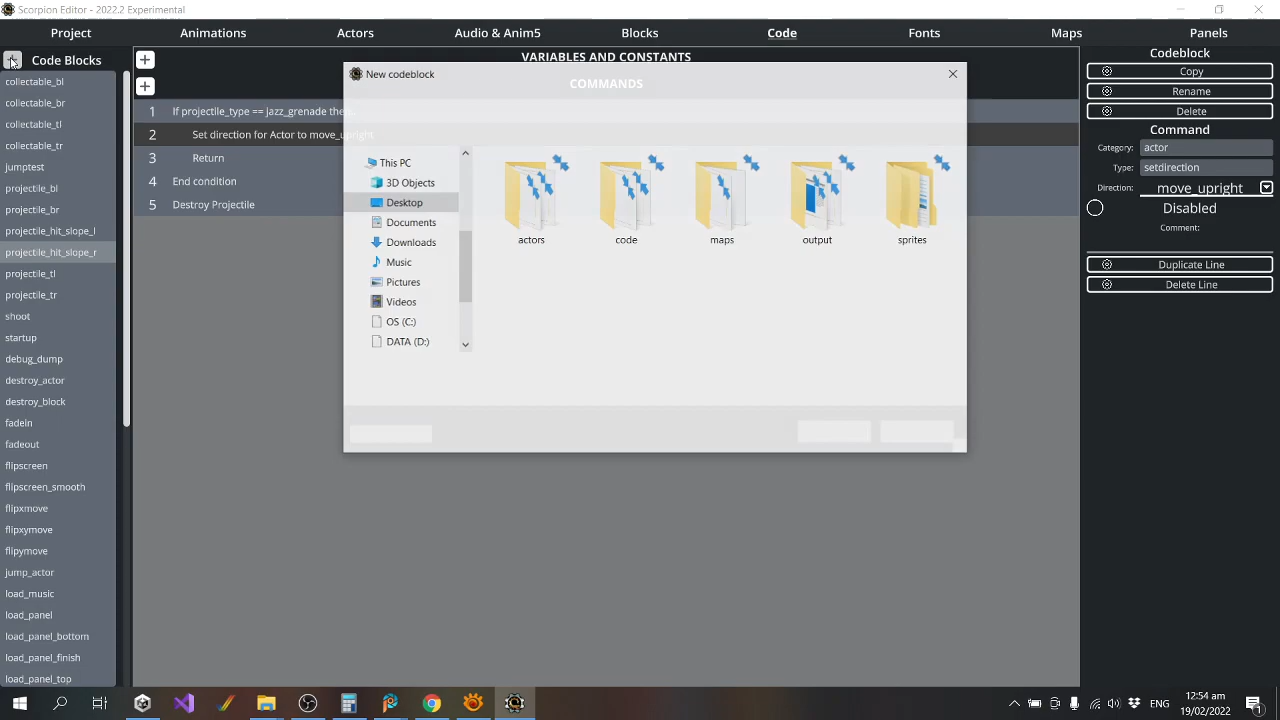 Scorpion Editor - 2022.2 Experimental
Project
Animations
Actors
Audio & Anim5
Blocks
Code
Fonts
Maps
Panels
Code Blocks
collectable_bl
collectable_br
collectable_tl
collectable_tr
jumptest
projectile_bl
projectile_br
projectile_hit_slope_l
projectile_hit_slope_r
projectile_tl
projectile_tr
shoot
startup
debug_dump
destroy_actor
destroy_block
fadein
fadeout
flipscreen
flipscreen_smooth
flipxmove
flipxymove
flipymove
jump_actor
load_music
load_panel
load_panel_bottom
load_panel_finish
load_panel_top
VARIABLES AND CONSTANTS
COMMANDS
1 If projectile_type == jazz_grenade then..
2 Set direction for Actor to move_upright
3 Return
4 End condition
5 Destroy Projectile
New codeblock
This PC
3D Objects
Desktop
Documents
Downloads
Music
Pictures
Videos
OS (C:)
DATA (D:)
actors
code
maps
output
sprites
Codeblock
Copy
Rename
Delete
Command
Category: actor
Type: setdirection
Direction: move_upright
Disabled
Comment:
Duplicate Line
Delete Line
ENG
12:54 am
19/02/2022